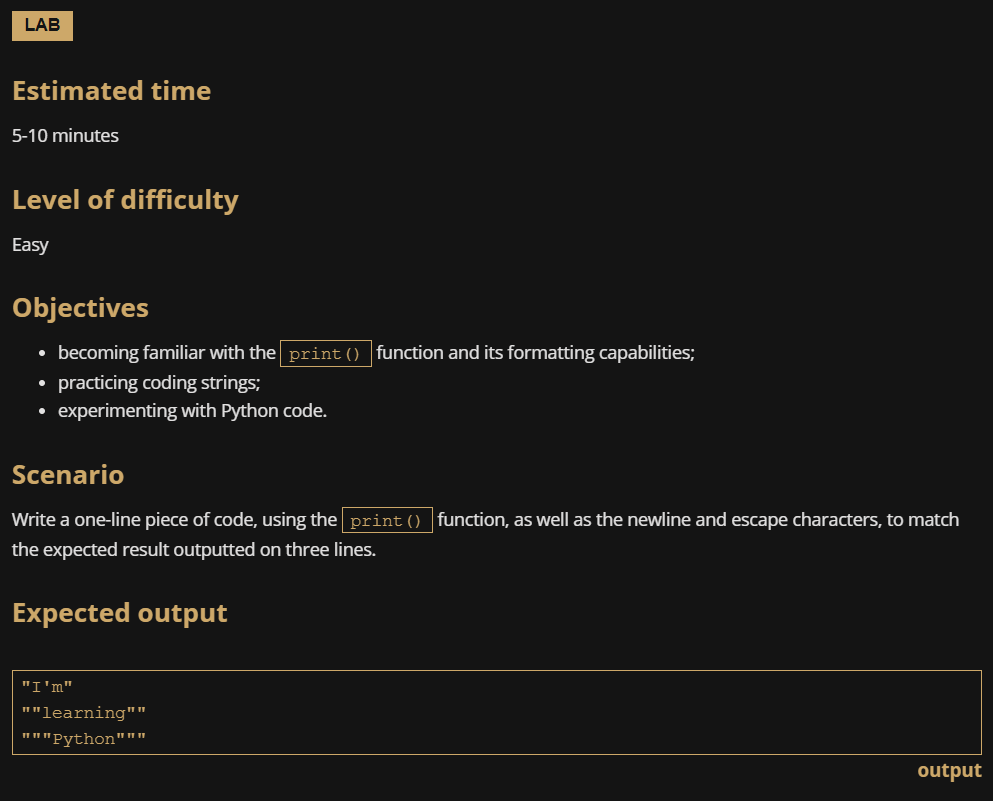 LAB
Estimated time
5-10 minutes
Level of difficulty
Easy
Objectives
• becoming familiar with the print() function and its formatting capabilities;
• practicing coding strings;
• experimenting with Python code.
Scenario
Write a one-line piece of code, using the print() function, as well as the newline and escape characters, to match
the expected result outputted on three lines.
Expected output
"I'm"
""learning""
"""Python"""
output